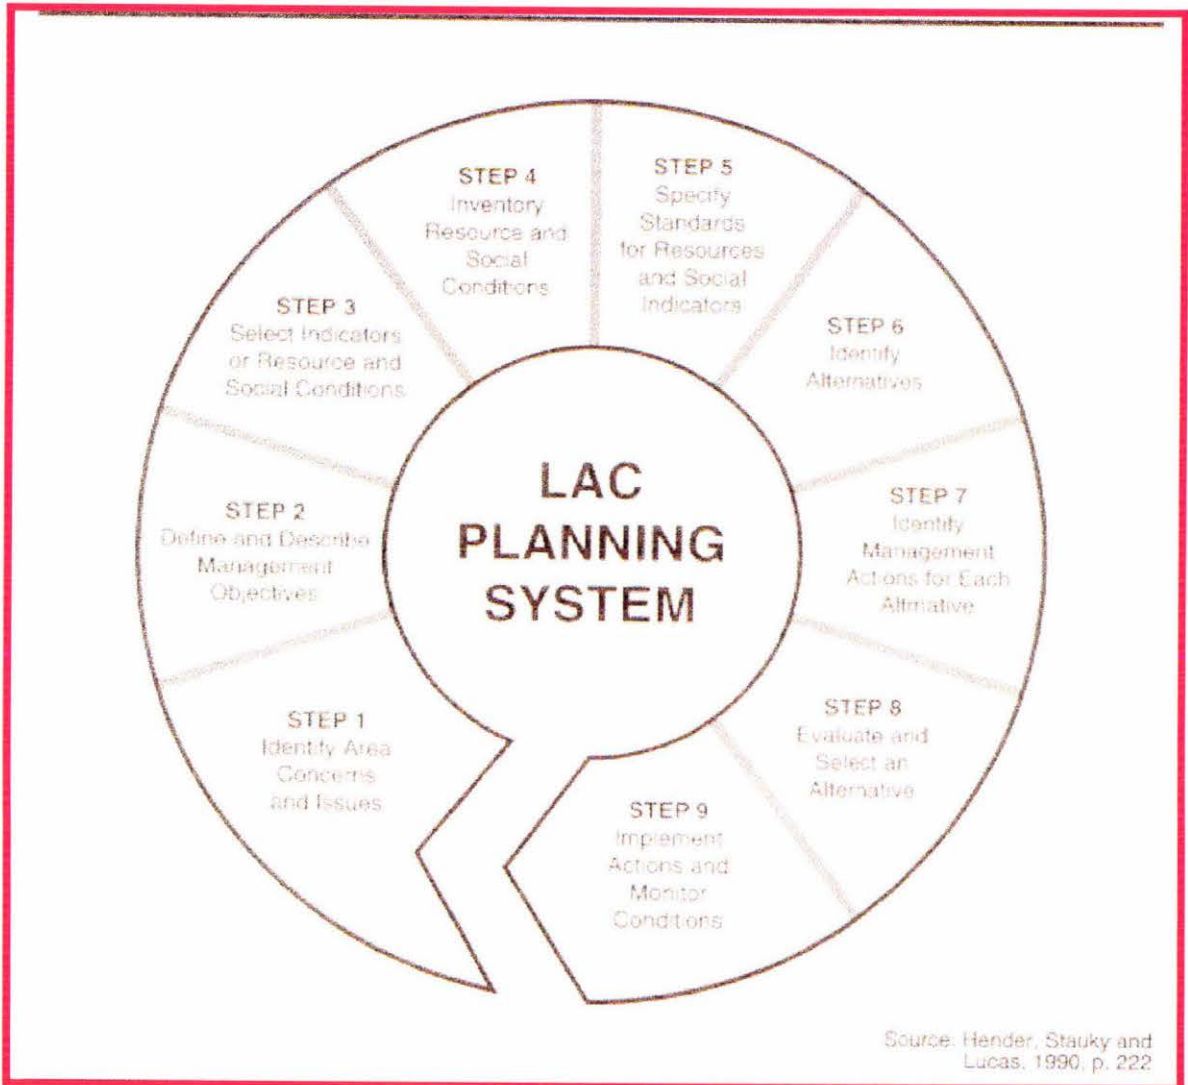 LAC
PLANNING
SYSTEM
STEP 1
Identify Area
Concerns
and Issues
STEP 2
Define and Describe
Management
Objectives
STEP 3
Select Indicators
or Resource and
Social Conditions
STEP 4
Inventory
Resource and
Social
Conditions
STEP 5
Specify
Standards
for Resources
and Social
Indicators
STEP 6
Identify
Alternatives
STEP 7
Identify
Management
Actions for Each
Altrnative
STEP 8
Evaluate and
Select an
Alternative
STEP 9
Implement
Actions and
Monitor
Conditions
Source: Hender, Stauky and
Lucas, 1990, p. 222